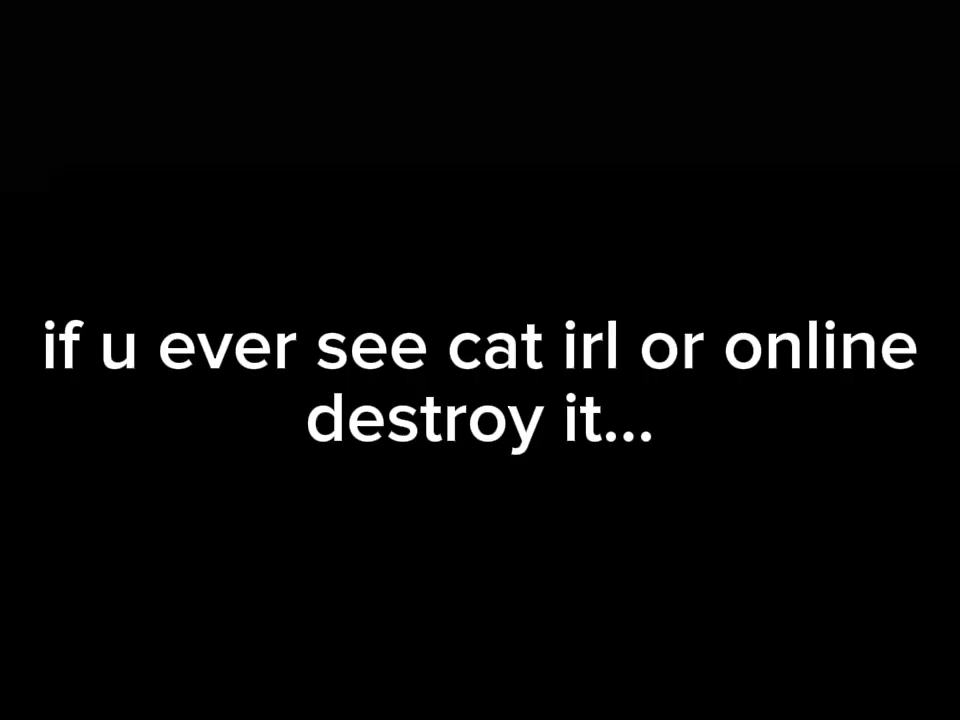 if u ever see cat irl or online
destroy it...